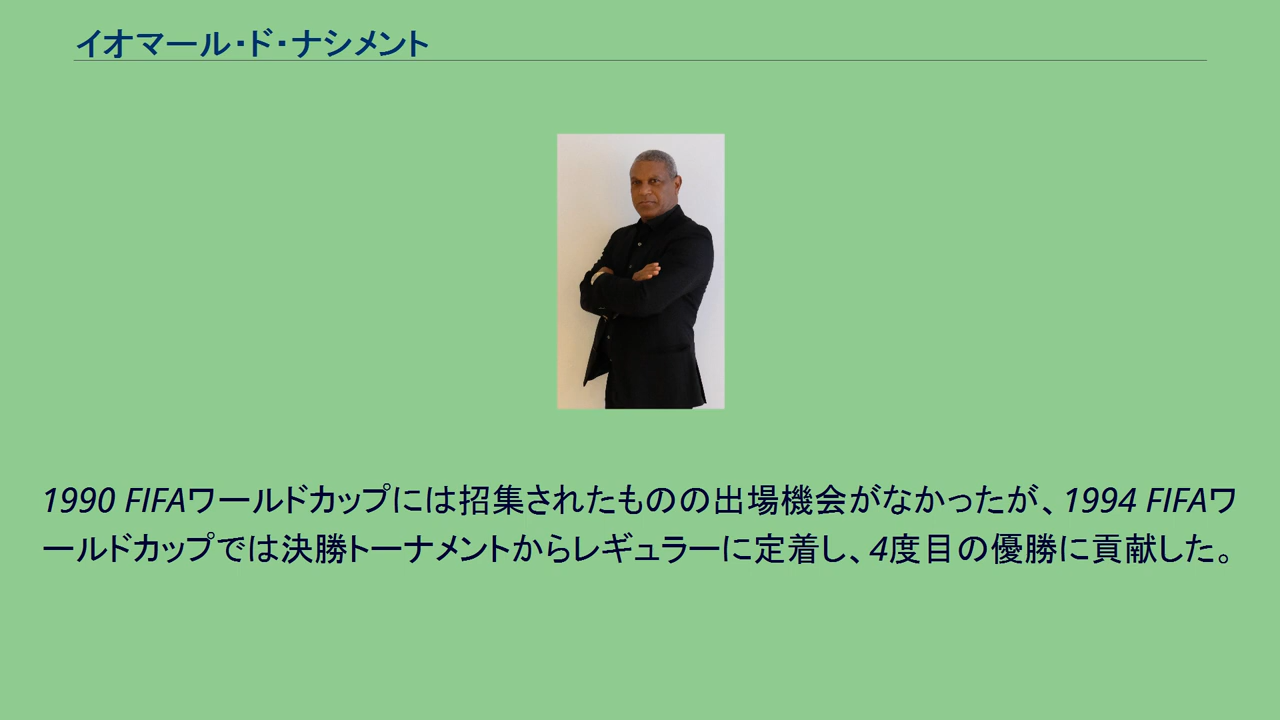 イオマール・ド・ナシメント
1990 FIFAワールドカップには招集されたものの出場機会がなかったが、1994 FIFAワ
ールドカップでは決勝トーナメントからレギュラーに定着し、4度目の優勝に貢献した。